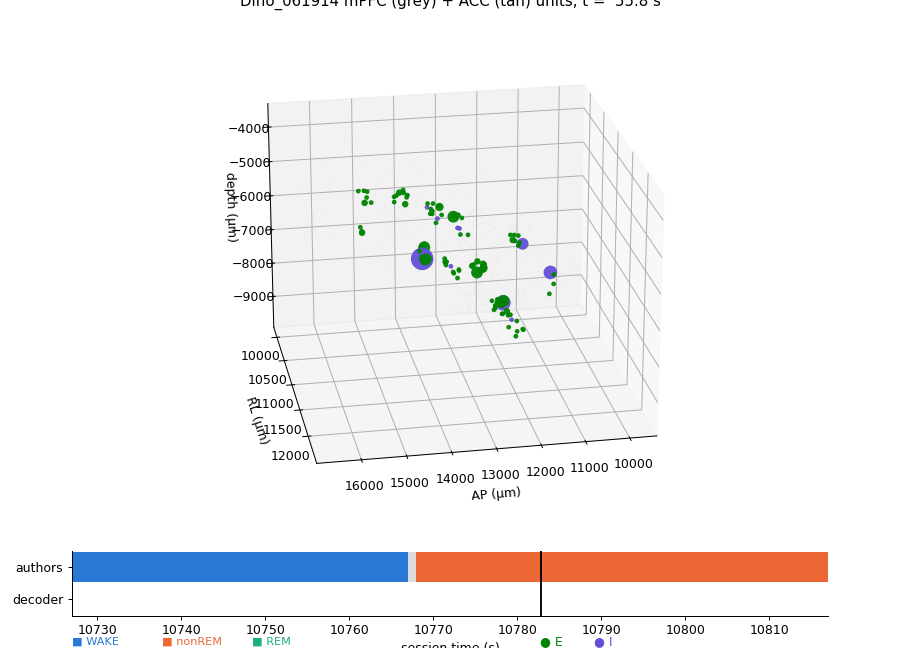 Dino_061914 mPFC (grey) + ACC (tan) units, t = 55.8 s
−4000
−5000
−6000
−7000
−8000
−9000
depth (μm)
10000
10500
11000
11500
12000
RL (μm)
16000 15000 14000 13000 12000 11000 10000
AP (μm)
authors
decoder
10730 10740 10750 10760 10770 10780 10790 10800 10810
session time (s)
WAKE nonREM REM E I